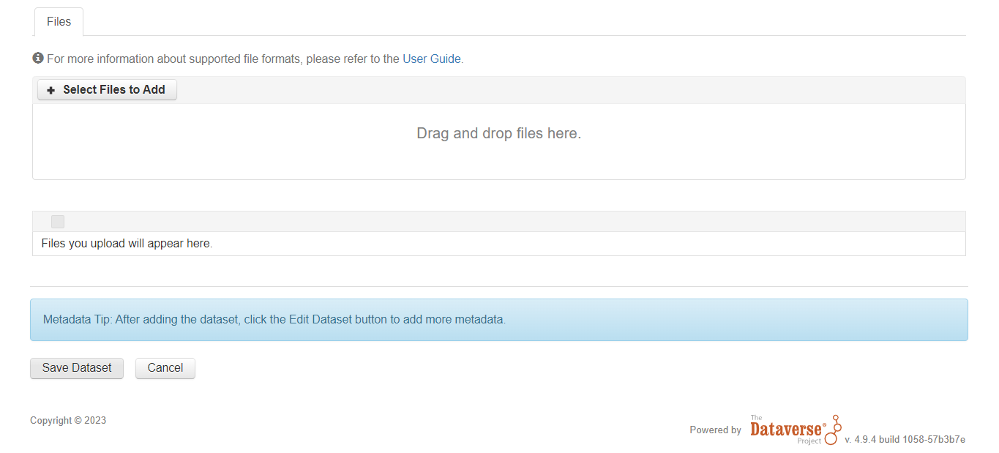 Files
For more information about supported file formats, please refer to the User Guide.
Select Files to Add
Drag and drop files here.
Files you upload will appear here.
Metadata Tip: After adding the dataset, click the Edit Dataset button to add more metadata.
Save Dataset Cancel
Copyright © 2023
Powered by The Dataverse® Project v. 4.9.4 build 1058-57b3b7e